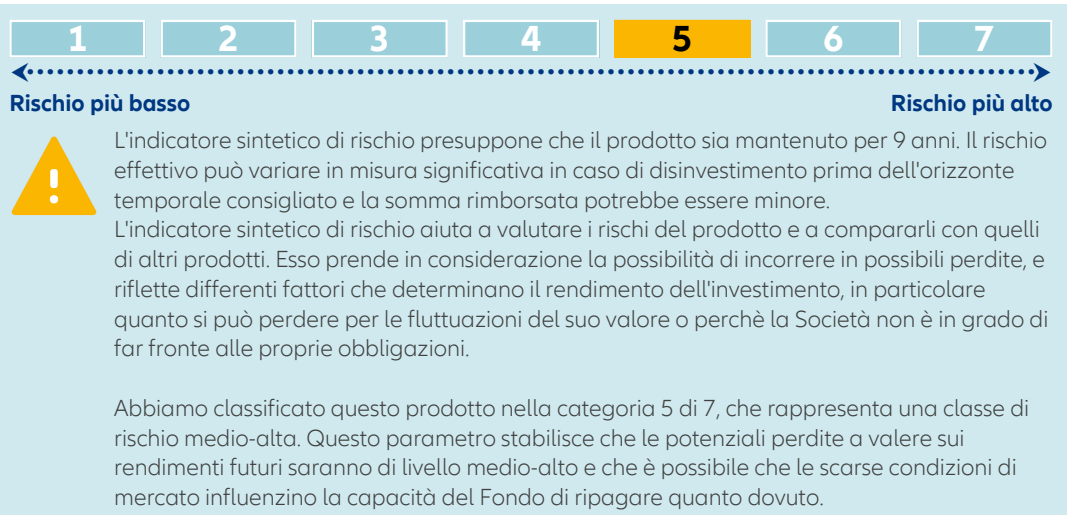 1 2 3 4 5 6 7
Rischio più basso Rischio più alto
L'indicatore sintetico di rischio presuppone che il prodotto sia mantenuto per 9 anni. Il rischio
effettivo può variare in misura significativa in caso di disinvestimento prima dell'orizzonte
temporale consigliato e la somma rimborsata potrebbe essere minore.
L'indicatore sintetico di rischio aiuta a valutare i rischi del prodotto e a compararli con quelli
di altri prodotti. Esso prende in considerazione la possibilità di incorrere in possibili perdite, e
riflette differenti fattori che determinano il rendimento dell'investimento, in particolare
quanto si può perdere per le fluttuazioni del suo valore o perchè la Società non è in grado di
far fronte alle proprie obbligazioni.
Abbiamo classificato questo prodotto nella categoria 5 di 7, che rappresenta una classe di
rischio medio-alta. Questo parametro stabilisce che le potenziali perdite a valere sui
rendimenti futuri saranno di livello medio-alto e che è possibile che le scarse condizioni di
mercato influenzino la capacità del Fondo di ripagare quanto dovuto.